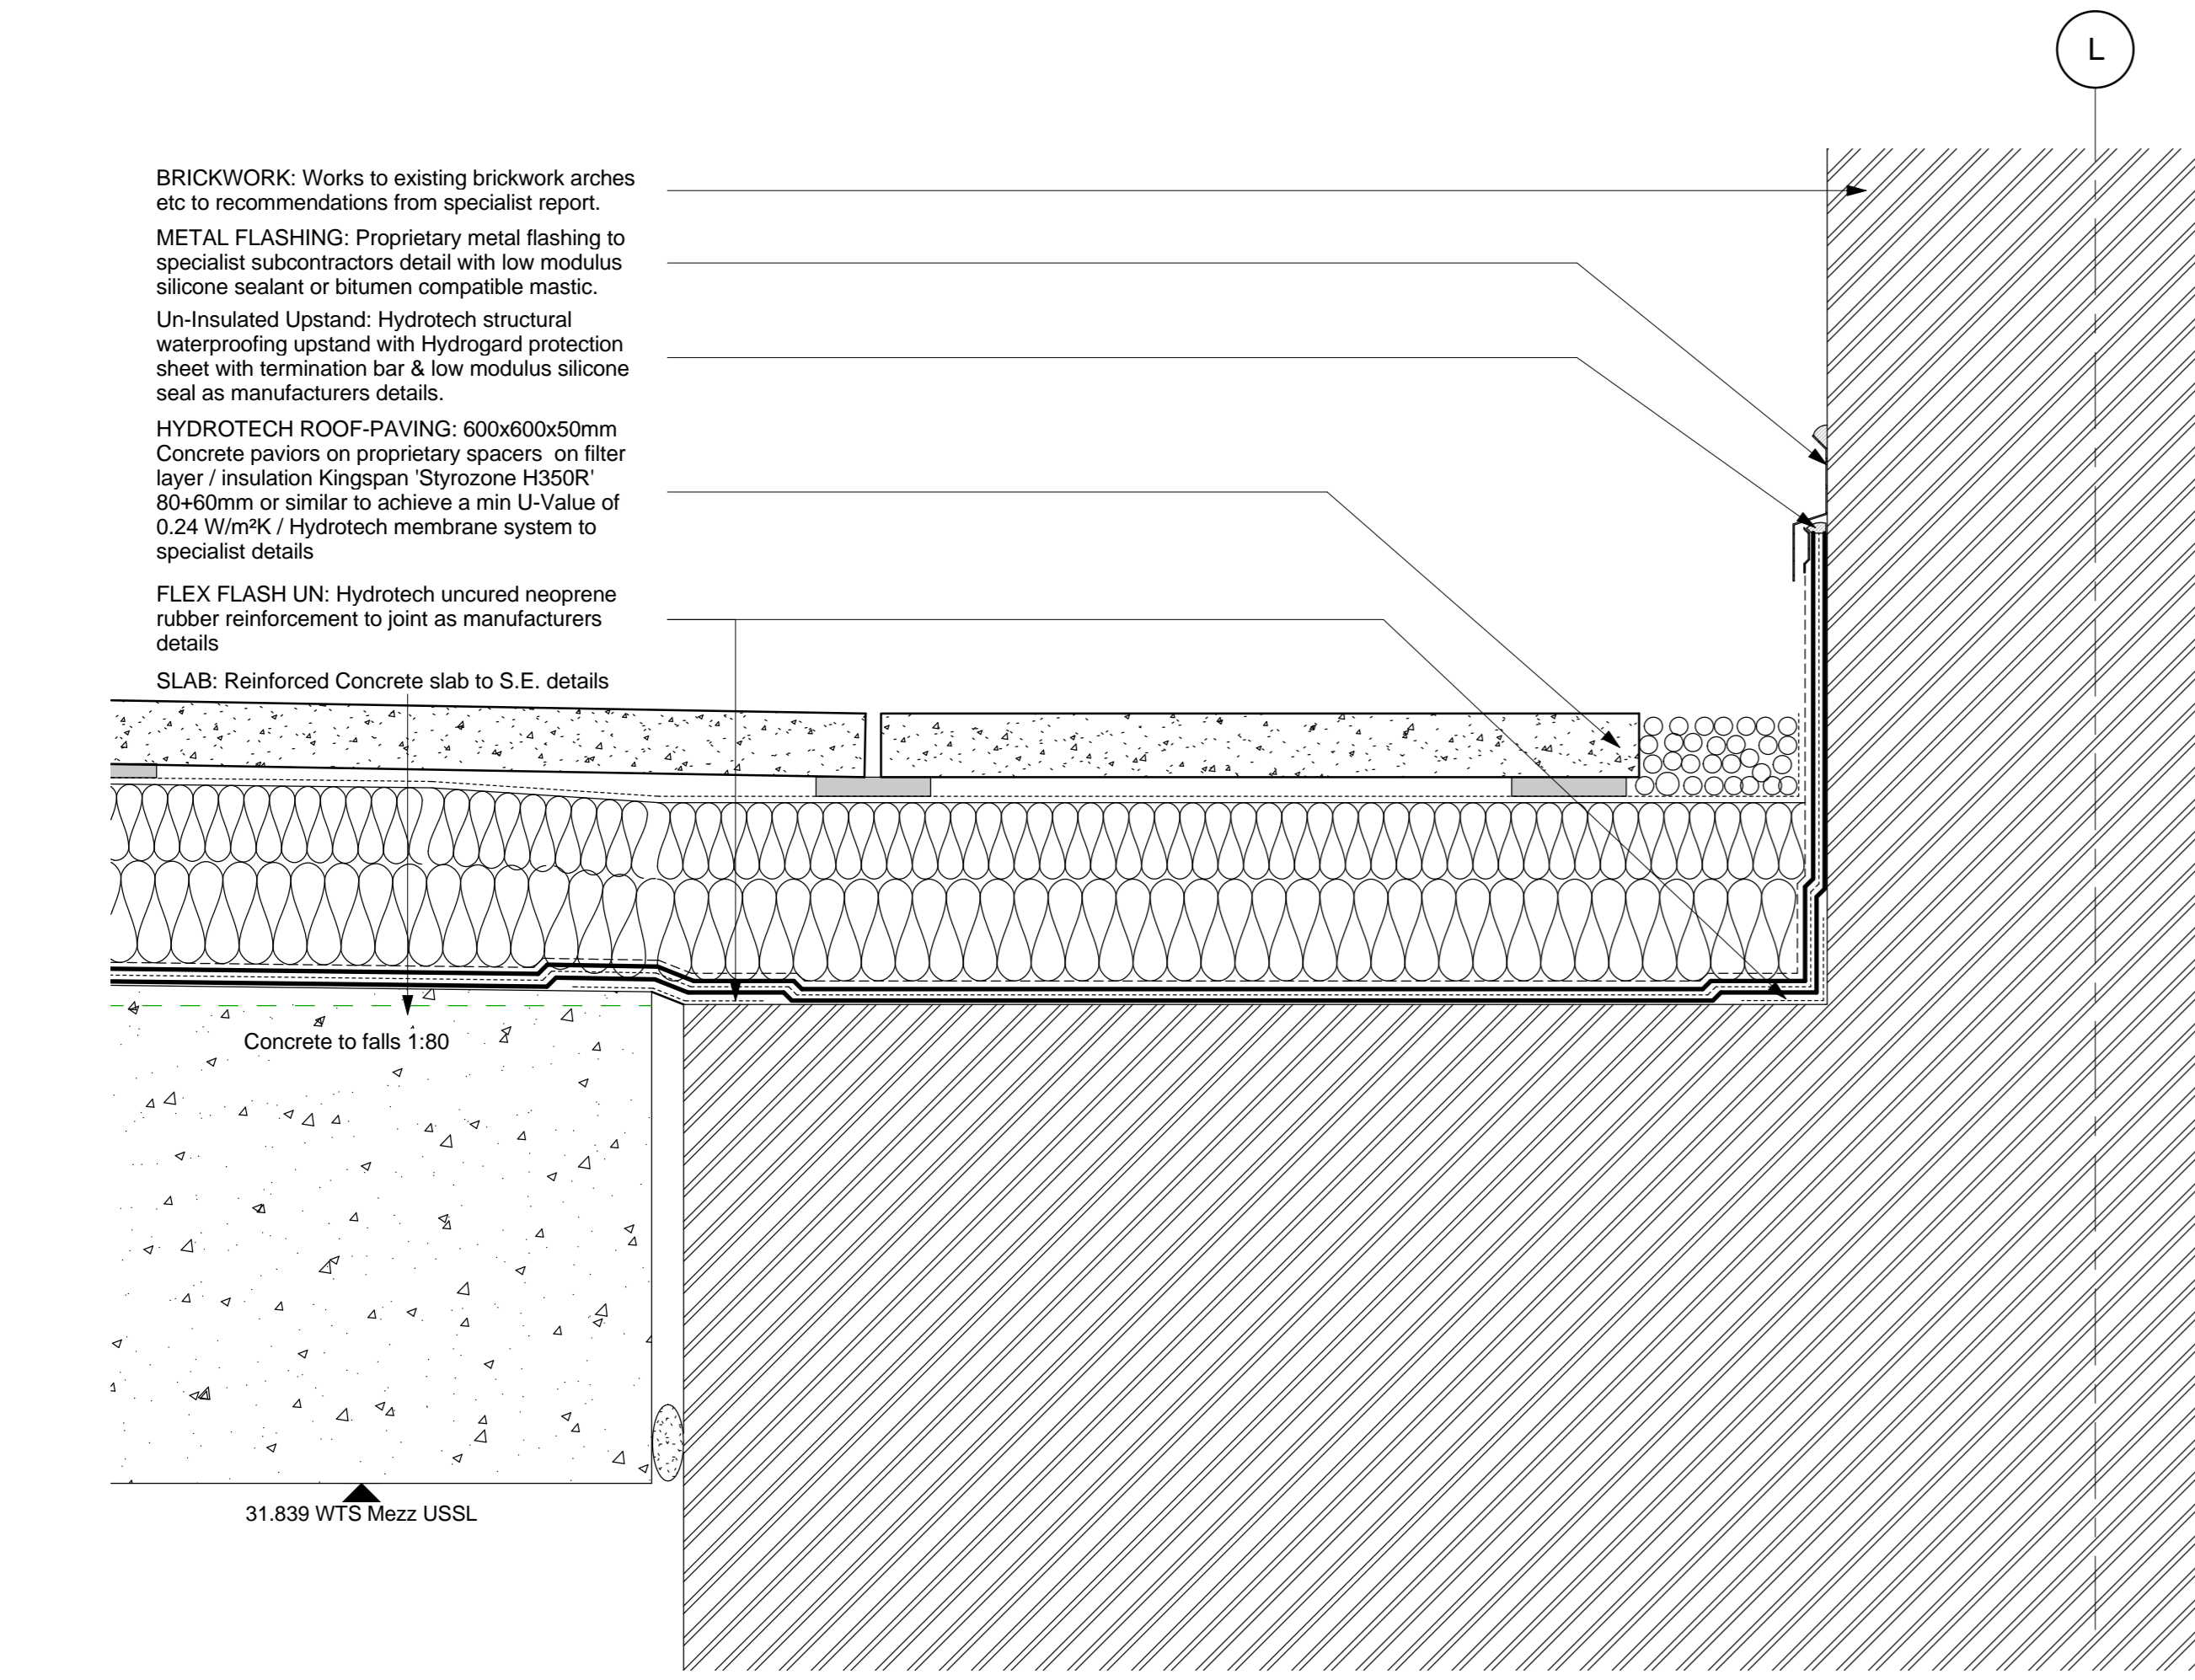 L
BRICKWORK: Works to existing brickwork arches
etc to recommendations from specialist report.
METAL FLASHING: Proprietary metal flashing to
specialist subcontractors detail with low modulus
silicone sealant or bitumen compatible mastic.
Un-Insulated Upstand: Hydrotech structural
waterproofing upstand with Hydrogard protection
sheet with termination bar & low modulus silicone
seal as manufacturers details.
HYDROTECH ROOF-PAVING: 600x600x50mm
Concrete paviors on proprietary spacers on filter
layer / insulation Kingspan 'Styrozone H350R'
80+60mm or similar to achieve a min U-Value of
0.24 W/m²K / Hydrotech membrane system to
specialist details
FLEX FLASH UN: Hydrotech uncured neoprene
rubber reinforcement to joint as manufacturers
details
SLAB: Reinforced Concrete slab to S.E. details
Concrete to falls 1:80
31.839 WTS Mezz USSL